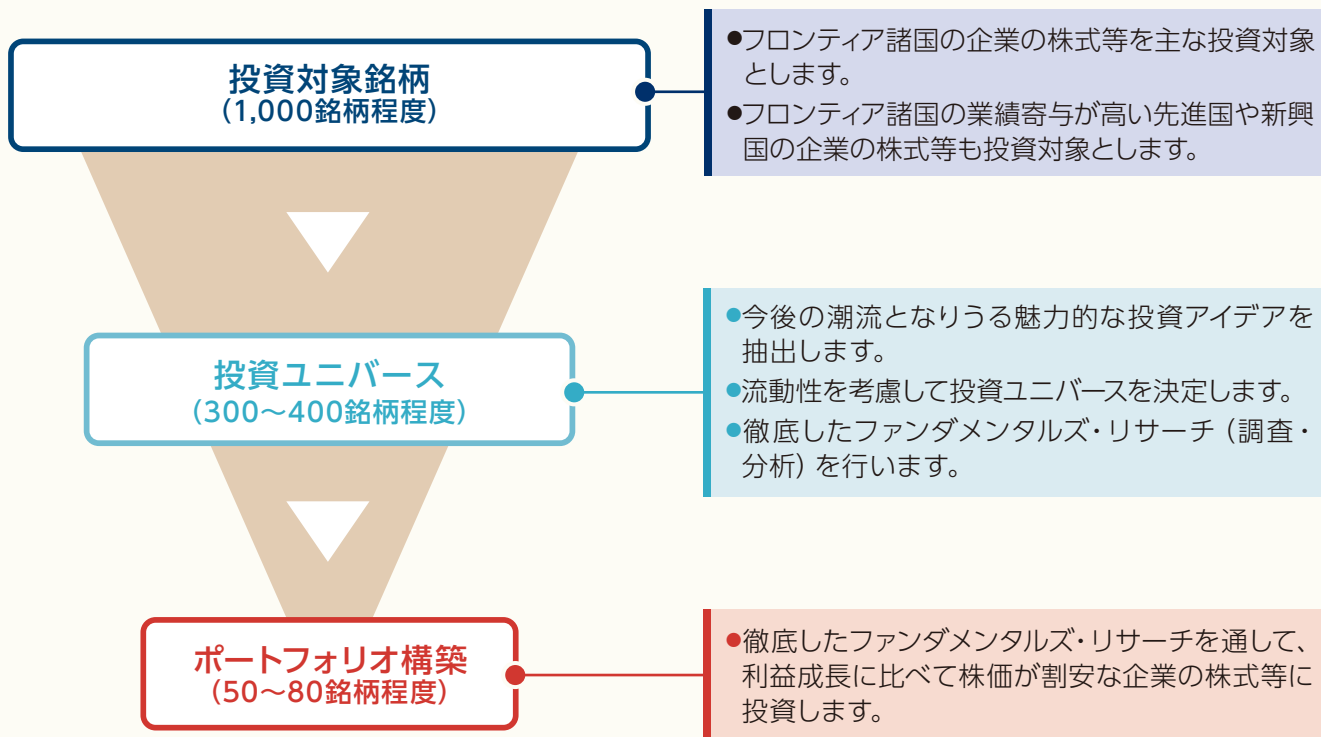 投資対象銘柄
（1,000銘柄程度）
●フロンティア諸国の企業の株式等を主な投資対象
とします。
●フロンティア諸国の業績寄与が高い先進国や新興
国の企業の株式等も投資対象とします。
投資ユニバース
（300～400銘柄程度）
●今後の潮流となりうる魅力的な投資アイデアを
抽出します。
●流動性を考慮して投資ユニバースを決定します。
●徹底したファンダメンタルズ・リサーチ（調査・
分析）を行います。
ポートフォリオ構築
（50～80銘柄程度）
●徹底したファンダメンタルズ・リサーチを通して、
利益成長に比べて株価が割安な企業の株式等に
投資します。